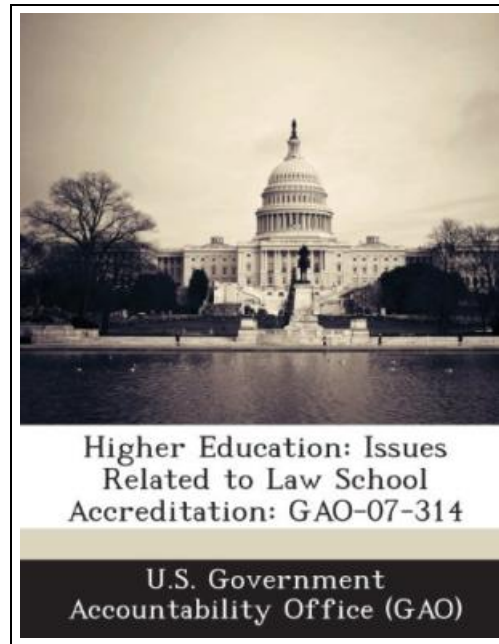 Higher Education: Issues
Related to Law School
Accreditation: GAO-07-314
U.S. Government
Accountability Office (GAO)